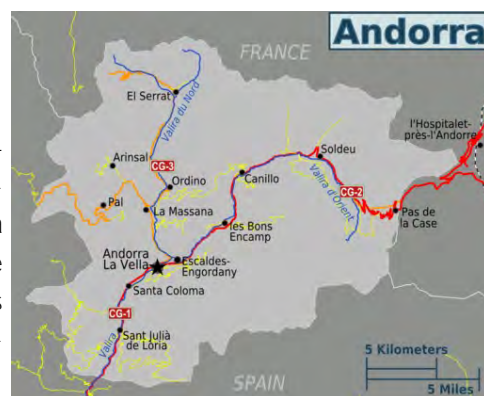 Andorra
FRANCE
El Serrat
Valira du Nord
l'Hospitalet-
près-l'Andorre
Soldeu
Arinsal
CG-3
Ordino
Canillo
Valira d'Orient
CG-2
Pal
La Massana
les Bons
Encamp
Pas de
la Case
Andorra
La Vella
Escaldes-
Engordany
Santa Coloma
CG-1
Valira
Sant Julià
de Lòria
5 Kilometers
5 Miles
SPAIN